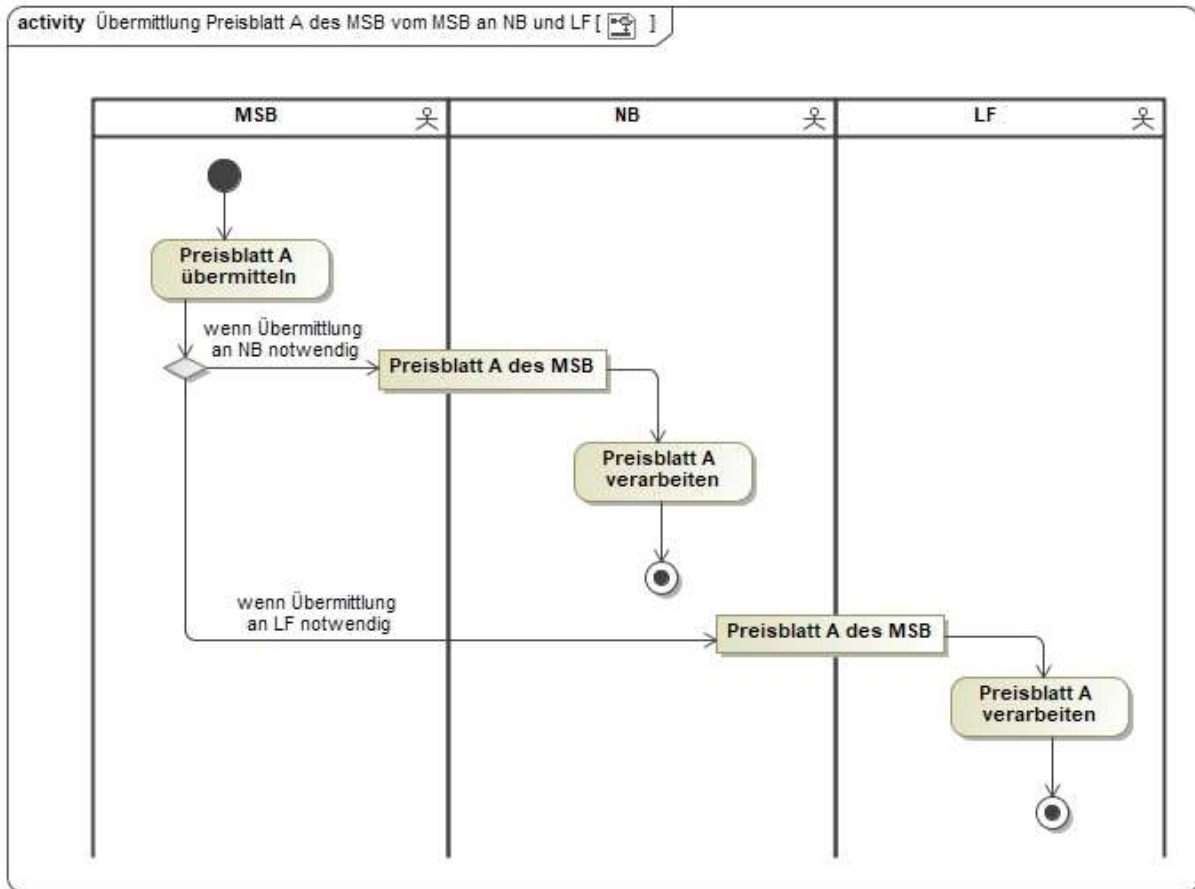 activity Übermittlung Preisblatt A des MSB vom MSB an NB und LF [ ]
MSB
NB
LF
Preisblatt A
übermitteln
wenn Übermittlung
an NB notwendig
Preisblatt A des MSB
Preisblatt A
verarbeiten
wenn Übermittlung
an LF notwendig
Preisblatt A des MSB
Preisblatt A
verarbeiten